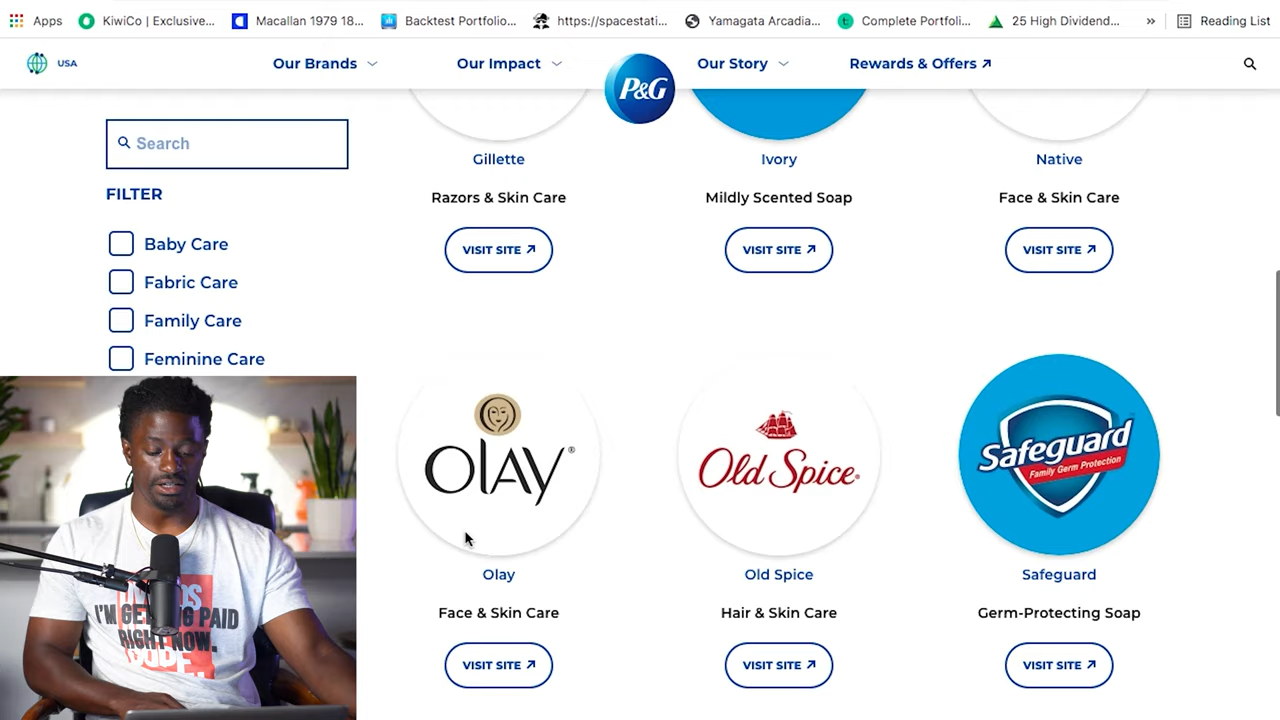 Apps
KiwiCo | Exclusive...
Macallan 1979 18...
Backtest Portfolio...
https://spacestati...
Yamagata Arcadia...
Complete Portfoli...
25 High Dividend...
»
Reading List
USA
Our Brands
Our Impact
P&G
Our Story
Rewards & Offers
Search
FILTER
Baby Care
Fabric Care
Family Care
Feminine Care
Gillette
Ivory
Native
Razors & Skin Care
Mildly Scented Soap
Face & Skin Care
VISIT SITE
VISIT SITE
VISIT SITE
OLAY®
Old Spice®
Safeguard
Family Germ Protection
Olay
Old Spice
Safeguard
Face & Skin Care
Hair & Skin Care
Germ-Protecting Soap
VISIT SITE
VISIT SITE
VISIT SITE
PAID
RIGHT NOW.